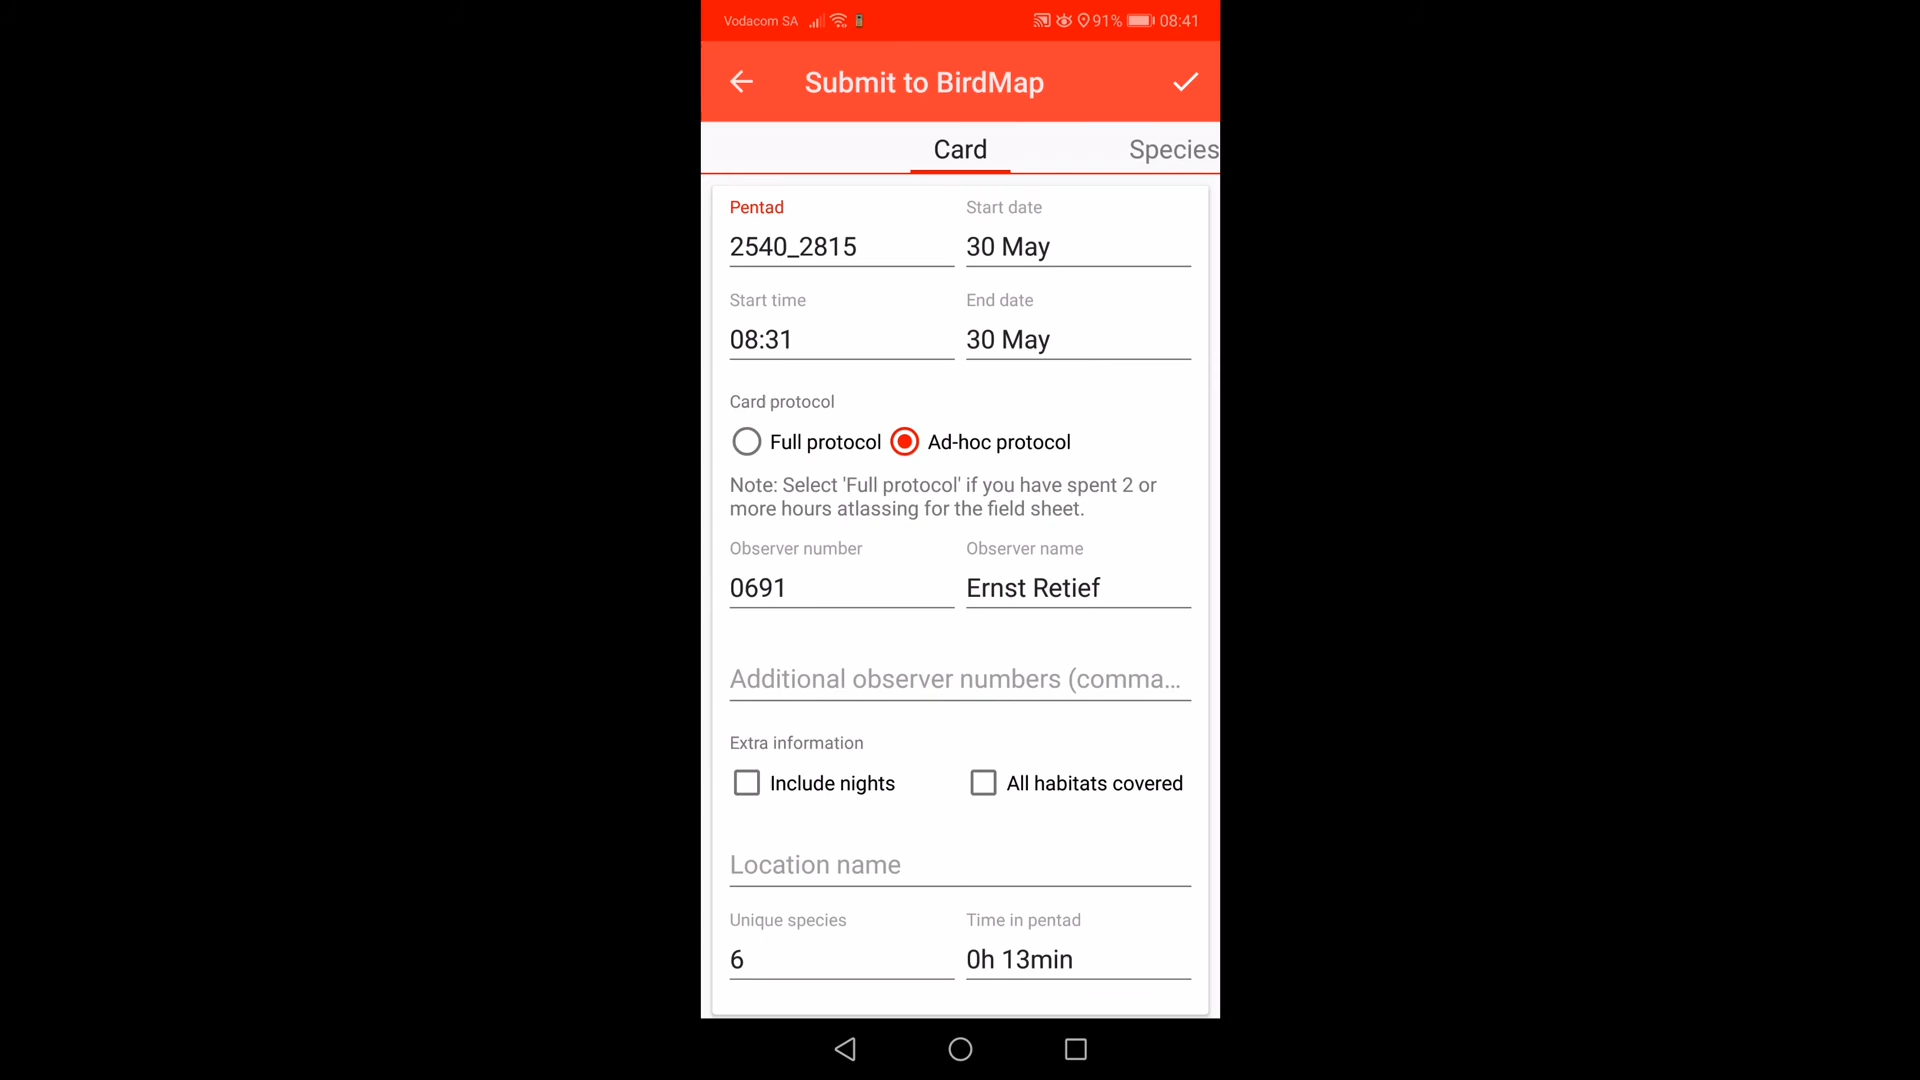 Vodacom SA 91% 08:41
Submit to BirdMap
Card Species
Pentad Start date
2540_2815 30 May
Start time End date
08:31 30 May
Card protocol
Full protocol Ad-hoc protocol
Note: Select 'Full protocol' if you have spent 2 or
more hours atlassing for the field sheet.
Observer number Observer name
0691 Ernst Retief
Additional observer numbers (comma...
Extra information
Include nights All habitats covered
Location name
Unique species Time in pentad
6 0h 13min